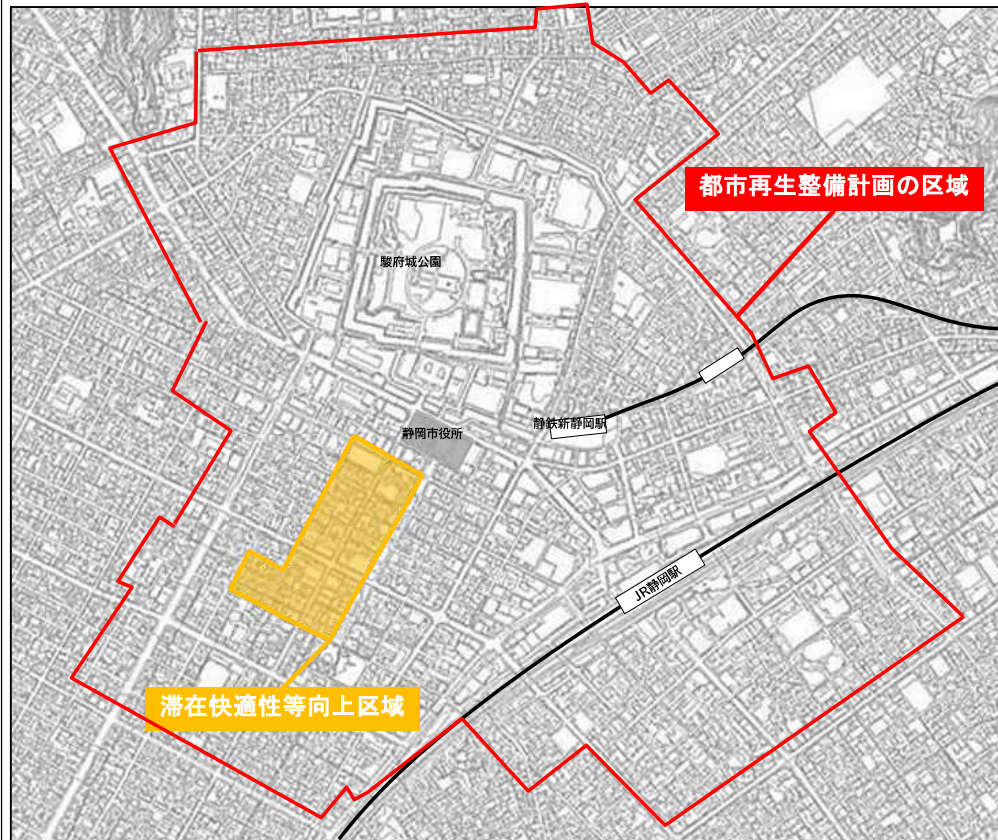 都市再生整備計画の区域
駿府城公園
静鉄新静岡駅
静岡市役所
JR静岡駅
滞在快適性等向上区域